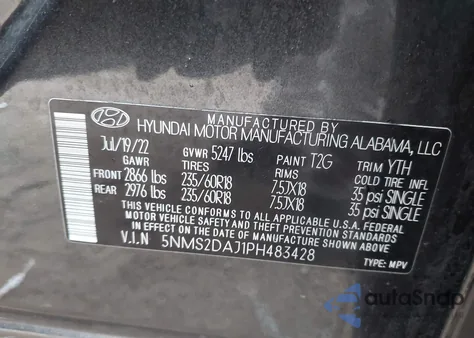 MANUFACTURED BY
HYUNDAI MOTOR MANUFACTURING ALABAMA, LLC
Jul/19/22 GVWR 5247 lbs PAINT T2G TRIM YTH
GAWR TIRES RIMS COLD TIRE INFL
FRONT 2866 lbs 235/60R18 7.5JX18 35 psi SINGLE
REAR 2976 lbs 235/60R18 7.5JX18 35 psi SINGLE
THIS VEHICLE CONFORMS TO ALL APPLICABLE U.S.A FEDERAL
MOTOR VEHICLE SAFETY AND THEFT PREVENTION STANDARDS
IN EFFECT ON THE DATE OF MANUFACTURE SHOWN ABOVE.
V.I.N 5NMS2DAJ1PH483428 TYPE: MPV
autoSnap